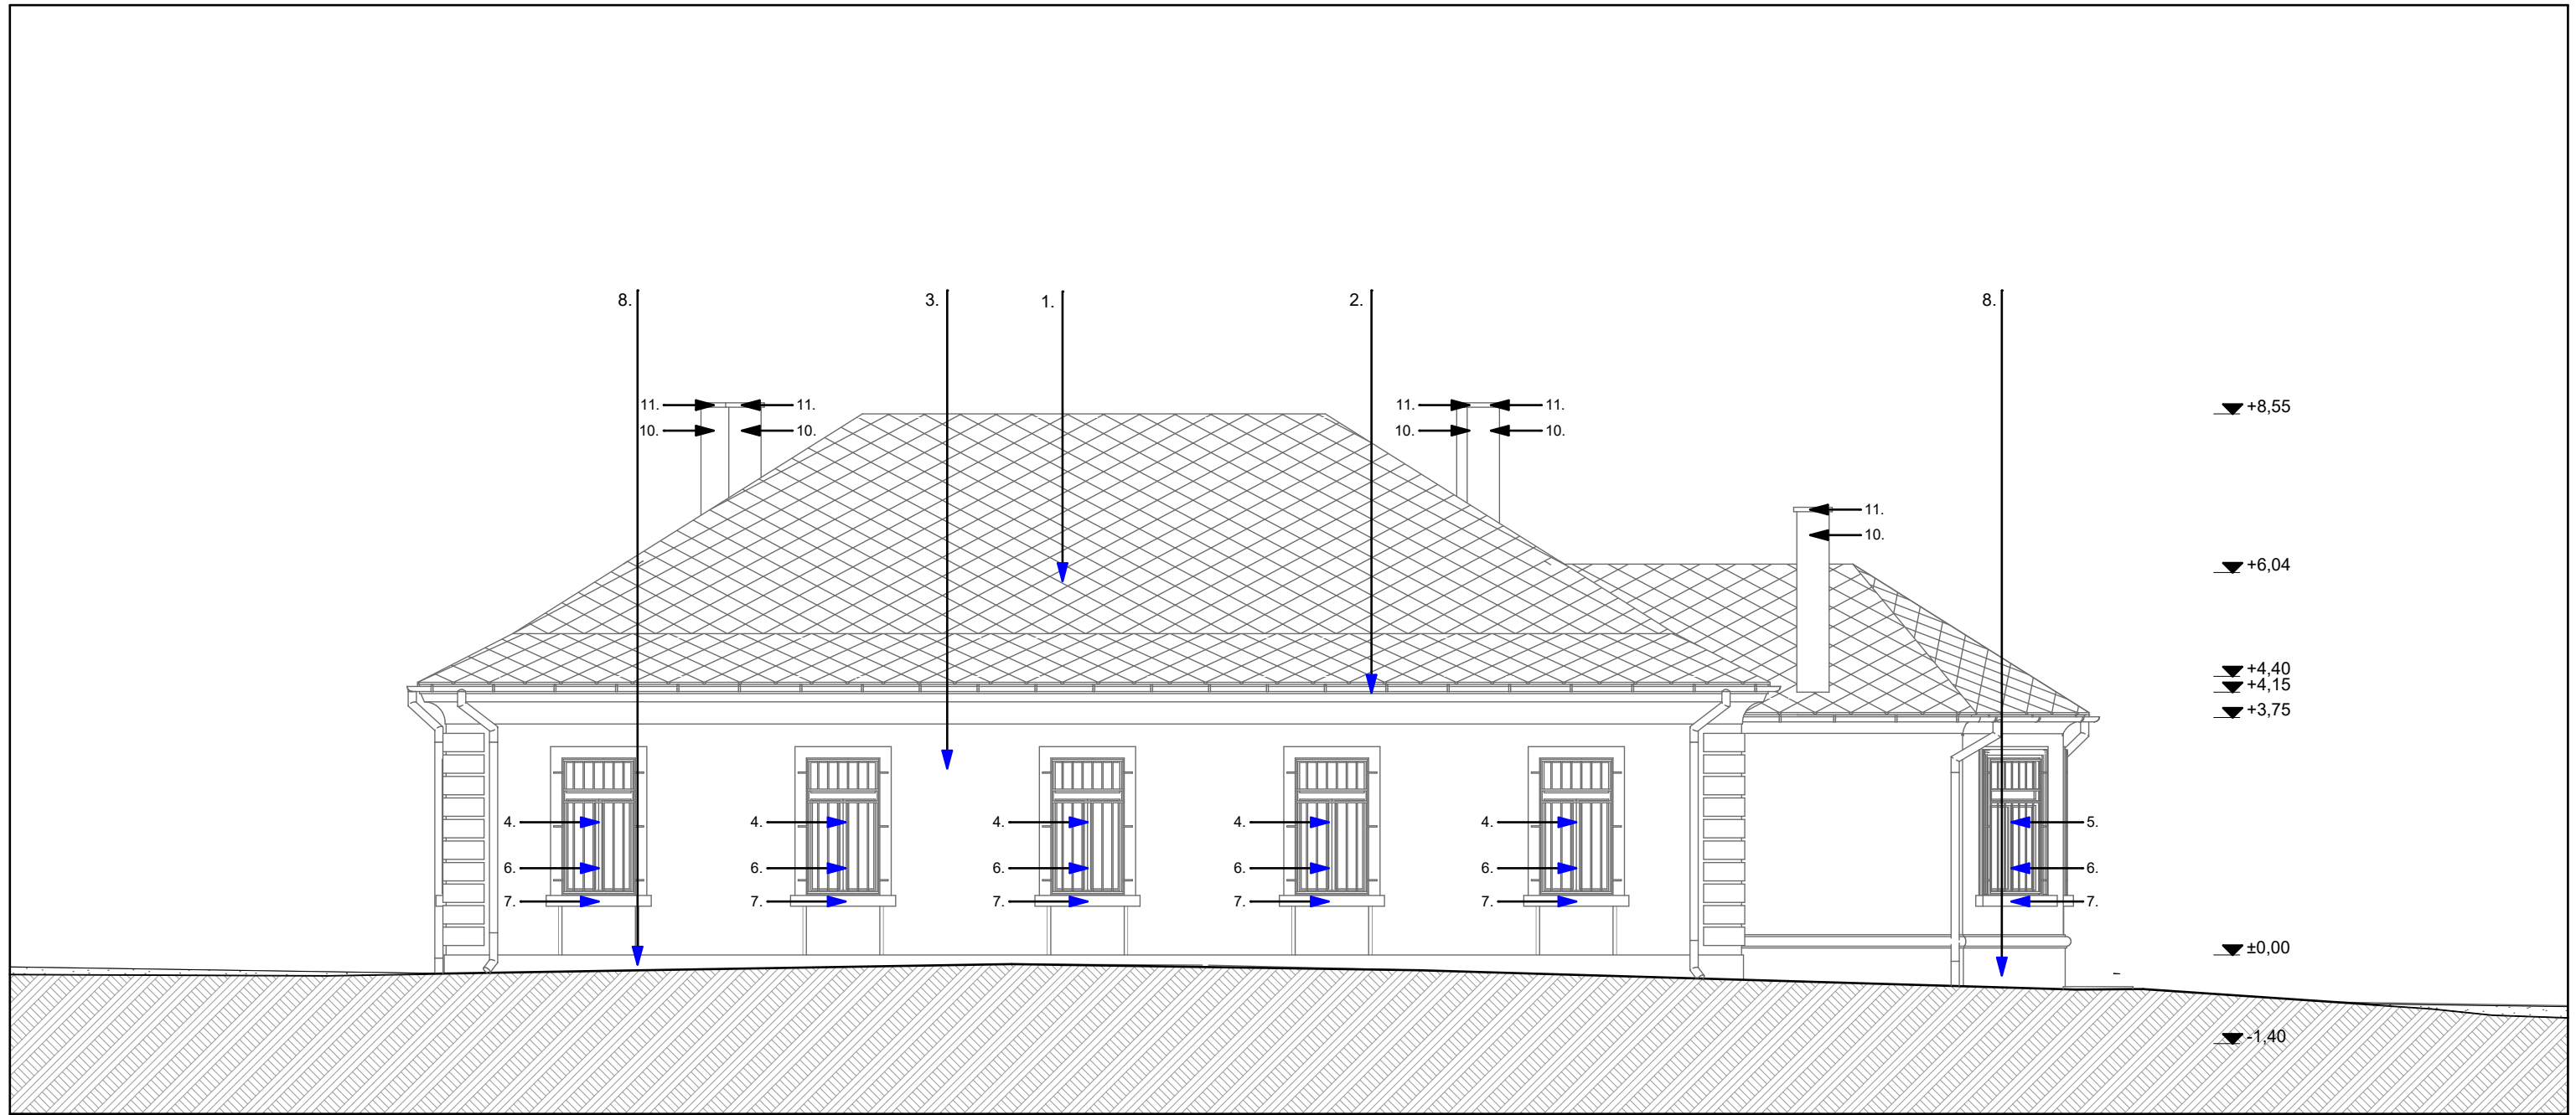 8. 3. 1. 2. 8.
11. 11. 11. 11. +8,55
10. 10. 10. 10.
11.
10.
+6,04
+4,40
+4,15
+3,75
4. 4. 4. 4. 4. 5.
6. 6. 6. 6. 6. 6.
7. 7. 7. 7. 7. 7.
±0,00
-1,40